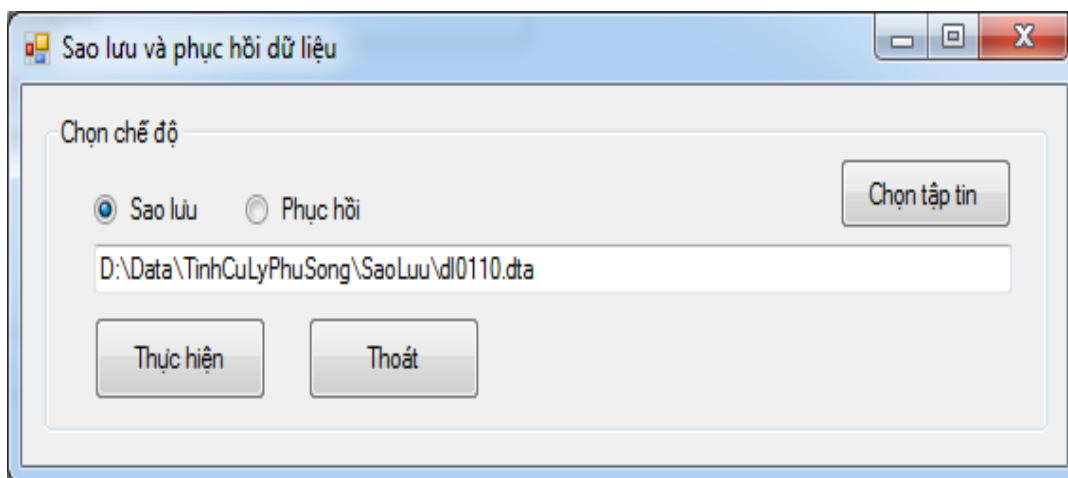 Sao lưu và phục hồi dữ liệu
Chọn chế độ
Chọn tập tin
Sao lưu Phục hồi
D:\Data\TinhCuLyPhuSong\SaoLuu\dl0110.dta
Thực hiện Thoát